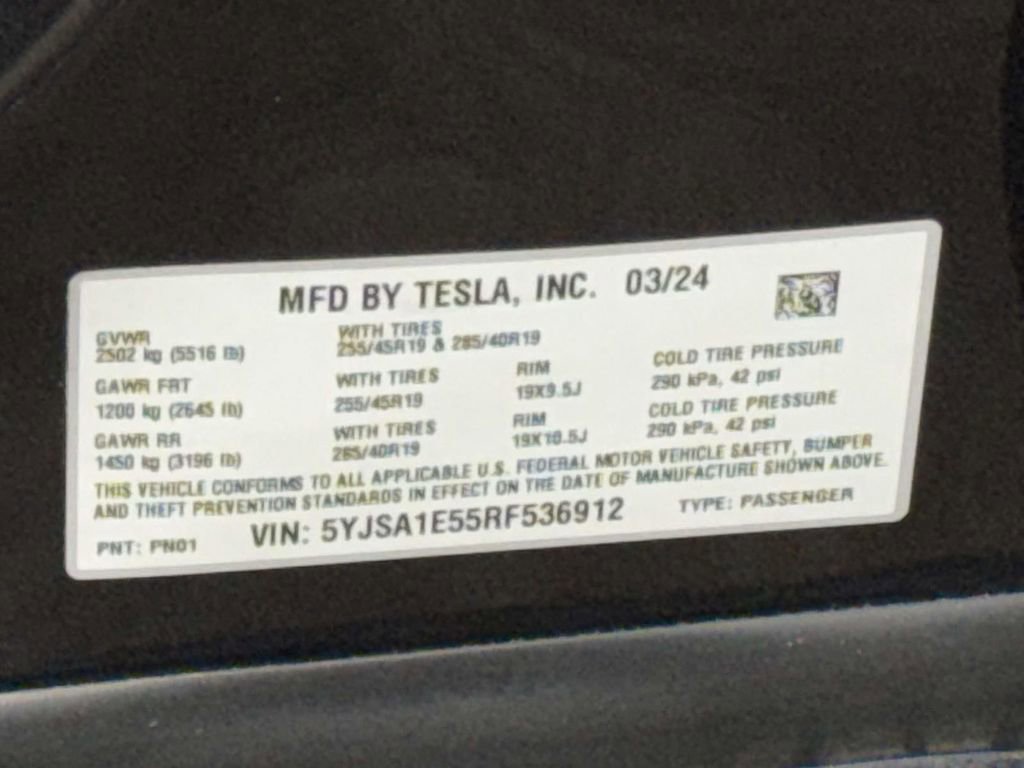 MFD BY TESLA, INC. 03/24
GVWR WITH TIRES
2502 kg (5516 lb) 255/45R19 & 285/40R19
GAWR FRT WITH TIRES RIM COLD TIRE PRESSURE
1200 kg (2645 lb) 255/45R19 19X9.5J 290 kPa, 42 psi
GAWR RR WITH TIRES RIM COLD TIRE PRESSURE
1450 kg (3196 lb) 285/40R19 19X10.5J 290 kPa, 42 psi
THIS VEHICLE CONFORMS TO ALL APPLICABLE U.S. FEDERAL MOTOR VEHICLE SAFETY, BUMPER
AND THEFT PREVENTION STANDARDS IN EFFECT ON THE DATE OF MANUFACTURE SHOWN ABOVE.
PNT: PN01 VIN: 5YJSA1E55RF536912 TYPE: PASSENGER